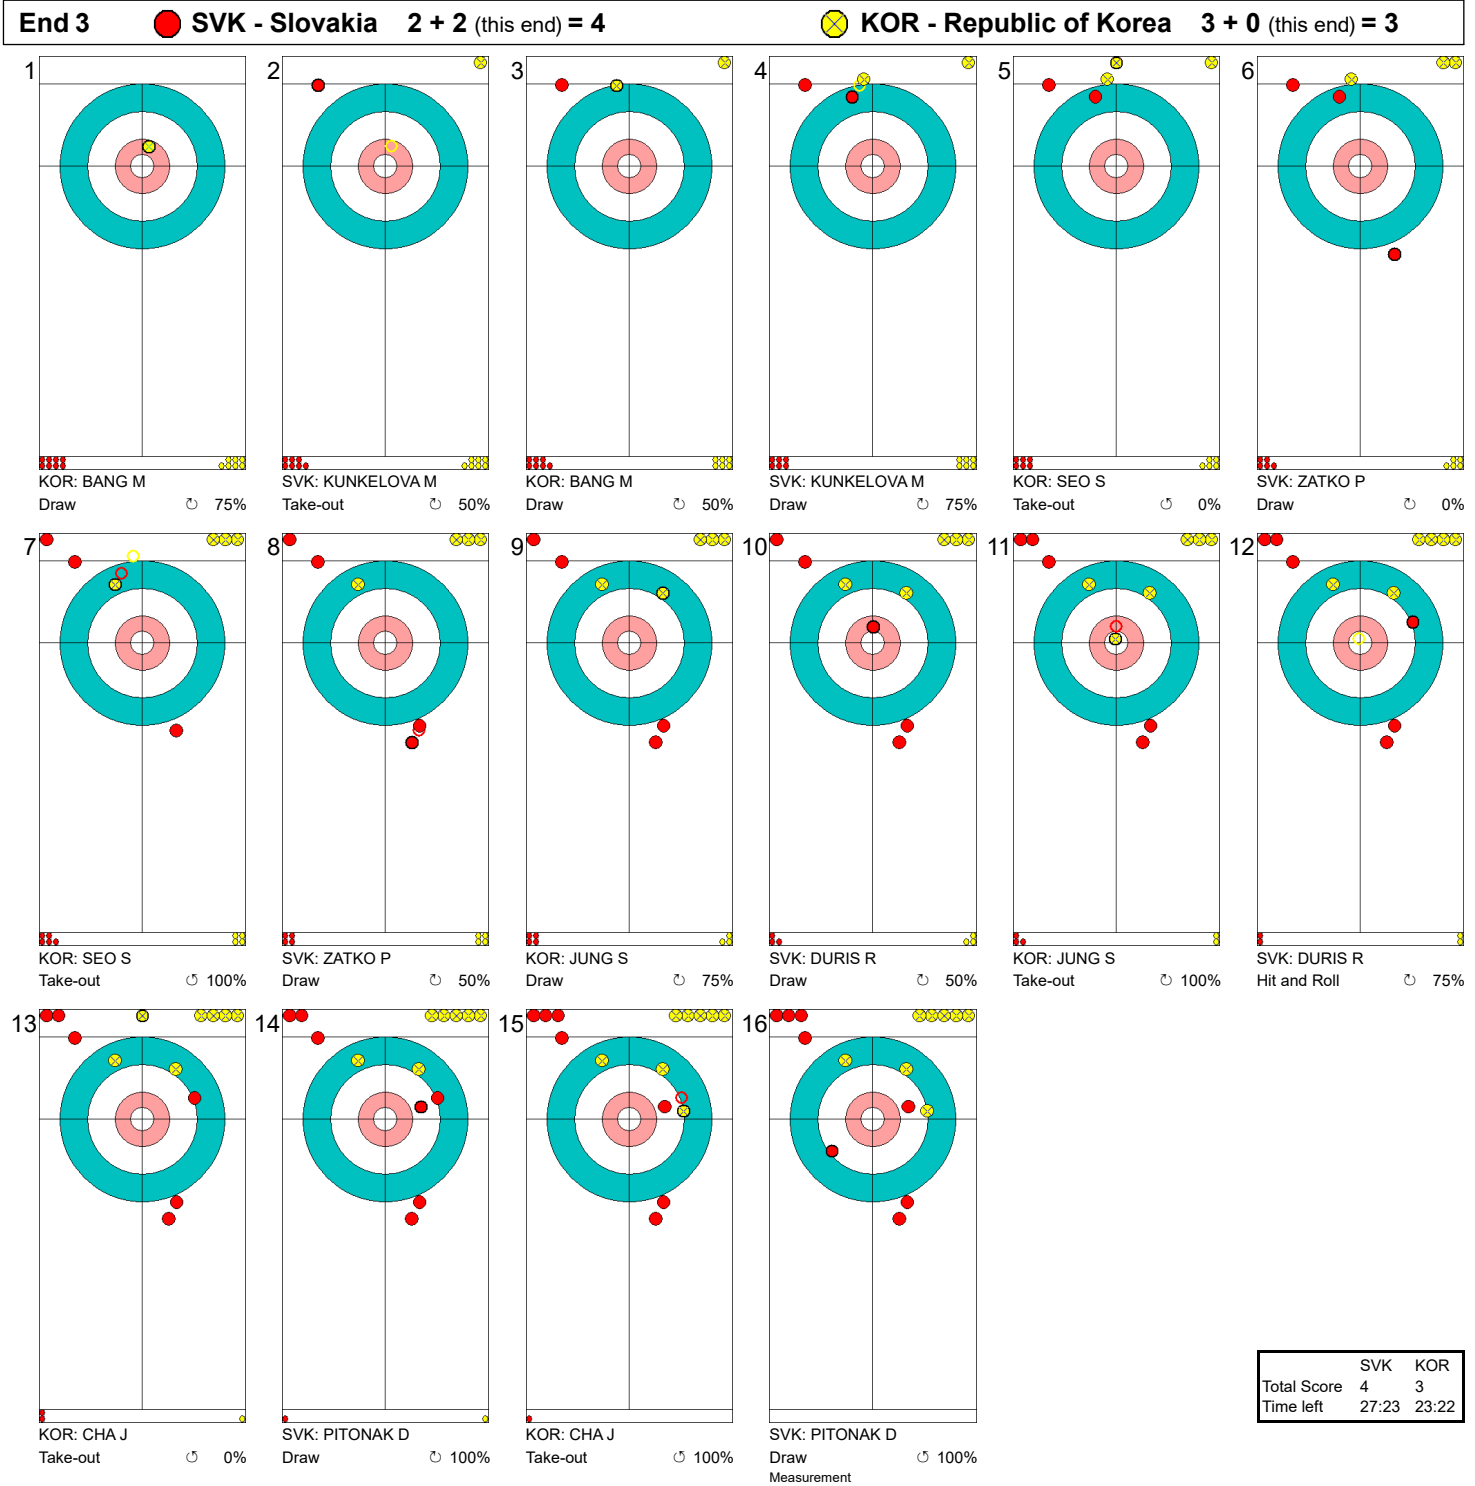 End 3 SVK - Slovakia 2 + 2 (this end) = 4 KOR - Republic of Korea 3 + 0 (this end) = 3
1 2 3 4 5 6
KOR: BANG M SVK: KUNKELOVA M KOR: BANG M SVK: KUNKELOVA M KOR: SEO S SVK: ZATKO P
Draw ↻ 75% Take-out ↻ 50% Draw ↻ 50% Draw ↻ 75% Take-out ↺ 0% Draw ↻ 0%
7 8 9 10 11 12
KOR: SEO S SVK: ZATKO P KOR: JUNG S SVK: DURIS R KOR: JUNG S SVK: DURIS R
Take-out ↺ 100% Draw ↻ 50% Draw ↻ 75% Draw ↻ 50% Take-out ↻ 100% Hit and Roll ↻ 75%
13 14 15 16
KOR: CHA J SVK: PITONAK D KOR: CHA J SVK: PITONAK D
Take-out ↺ 0% Draw ↻ 100% Take-out ↺ 100% Draw ↺ 100%
Measurement
SVK KOR
Total Score 4 3
Time left 27:23 23:22